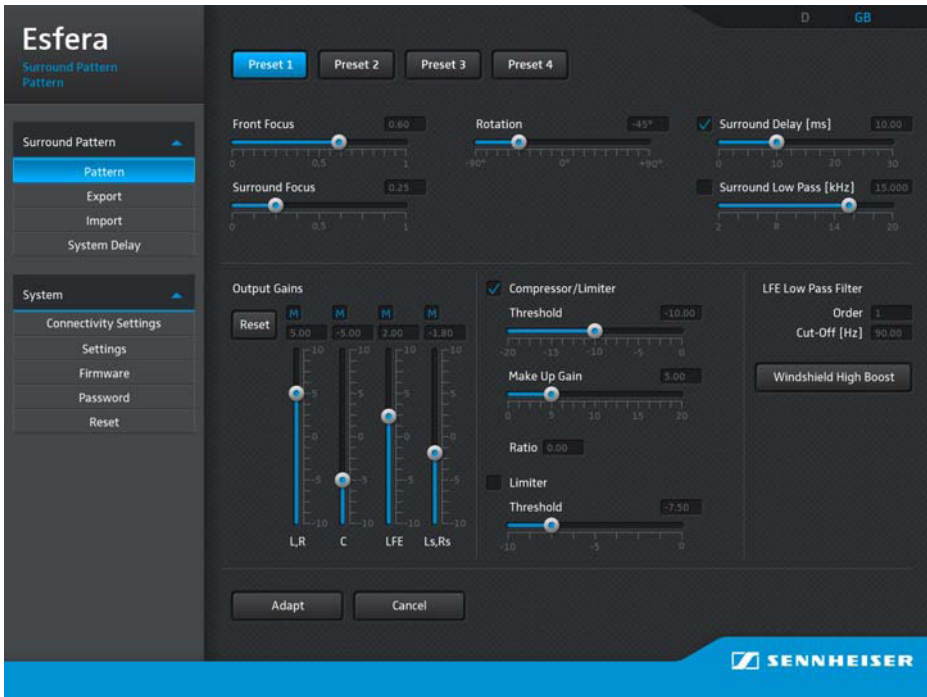 D GB
Esfera
Surround Pattern
Pattern
Surround Pattern
Pattern
Export
Import
System Delay
System
Connectivity Settings
Settings
Firmware
Password
Reset
Preset 1 Preset 2 Preset 3 Preset 4
Front Focus 0.60
0 0,5 1
Rotation -45°
-90° 0° +90°
Surround Delay [ms] 10.00
0 10 20 30
Surround Focus 0.25
0 0,5 1
Surround Low Pass [kHz] 15.000
2 8 14 20
Output Gains
Reset
M M M M
5.00 -5.00 2.00 -1.80
10 10 10 10
5 5 5 5
0 0 0 0
-5 -5 -5 -5
-10 -10 -10 -10
L,R C LFE Ls,Rs
Compressor/Limiter
Threshold -10.00
-20 -15 -10 -5 0
Make Up Gain 5.00
0 5 10 15 20
Ratio 0.00
Limiter
Threshold -7.50
-10 -5 0
LFE Low Pass Filter
Order 1
Cut-Off [Hz] 90.00
Windshield High Boost
Adapt Cancel
SENNHEISER